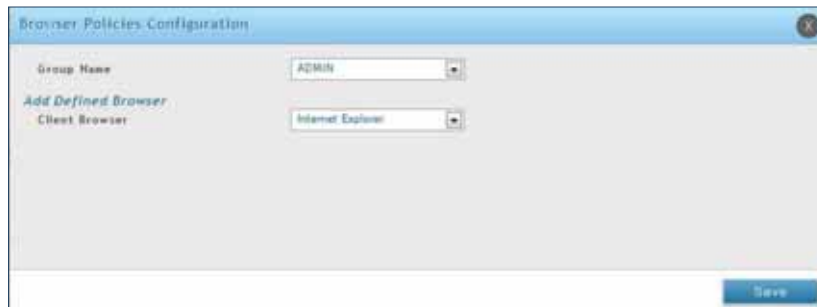 Browser Policies Configuration
X
Group Name
ADMIN
Add Defined Browser
Client Browser
Internet Explorer
Save